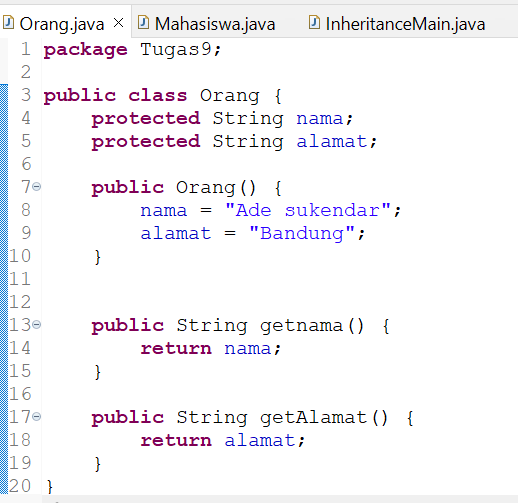 Orang.java Mahasiswa.java InheritanceMain.java
1 package Tugas9;
2
3 public class Orang {
4     protected String nama;
5     protected String alamat;
6
7     public Orang() {
8         nama = "Ade sukendar";
9         alamat = "Bandung";
10     }
11
12
13     public String getnama() {
14         return nama;
15     }
16
17     public String getAlamat() {
18         return alamat;
19     }
20 }